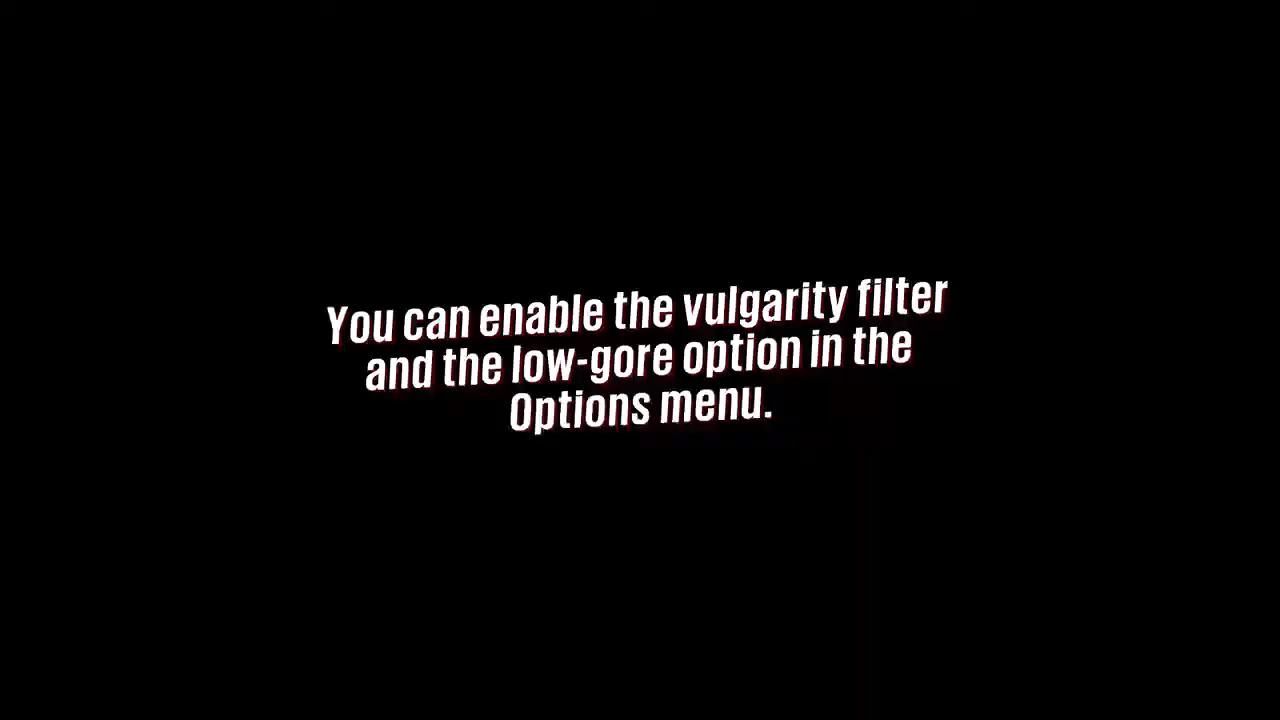 You can enable the vulgarity filter
and the low-gore option in the
Options menu.